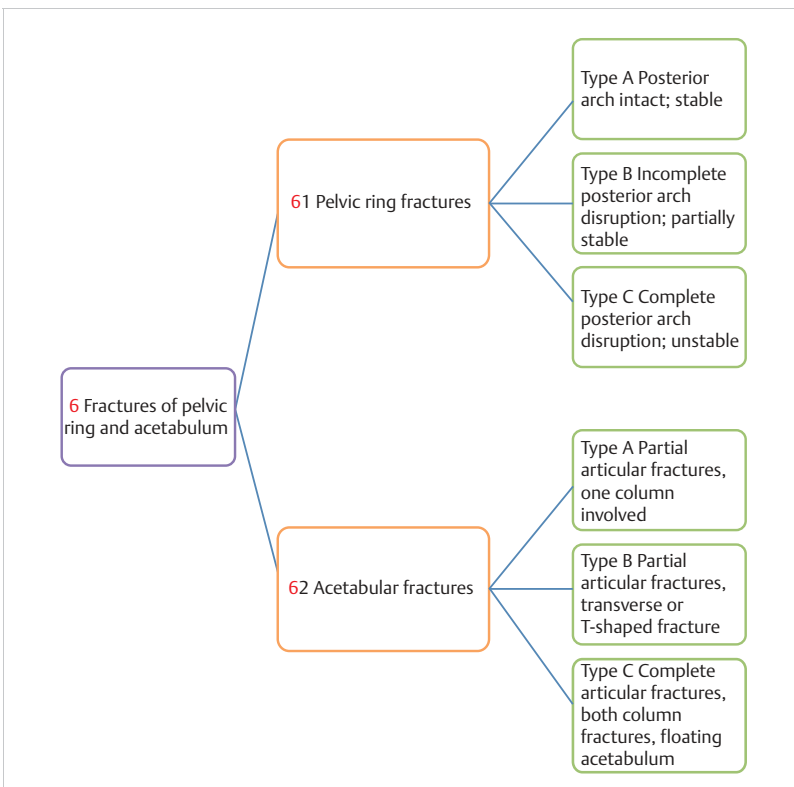 Type A Posterior
arch intact; stable
61 Pelvic ring fractures
Type B Incomplete
posterior arch
disruption; partially
stable
Type C Complete
posterior arch
disruption; unstable
6 Fractures of pelvic
ring and acetabulum
Type A Partial
articular fractures,
one column
involved
62 Acetabular fractures
Type B Partial
articular fractures,
transverse or
T-shaped fracture
Type C Complete
articular fractures,
both column
fractures, floating
acetabulum